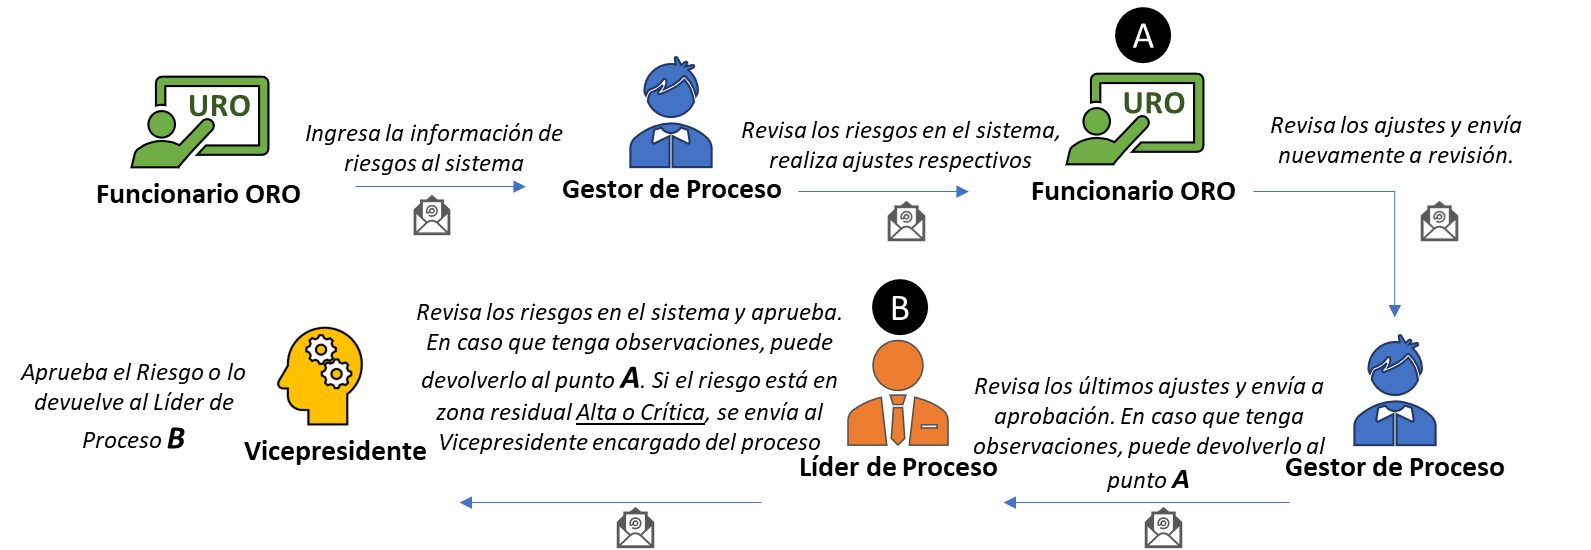 URO
Funcionario ORO
Ingresa la información de
riesgos al sistema
Gestor de Proceso
Revisa los riesgos en el sistema,
realiza ajustes respectivos
A
URO
Funcionario ORO
Revisa los ajustes y envía
nuevamente a revisión.
Gestor de Proceso
Revisa los últimos ajustes y envía a
aprobación. En caso que tenga
observaciones, puede devolverlo al
punto A
B
Líder de Proceso
Revisa los riesgos en el sistema y aprueba.
En caso que tenga observaciones, puede
devolverlo al punto A. Si el riesgo está en
zona residual Alta o Crítica, se envía al
Vicepresidente encargado del proceso
Vicepresidente
Aprueba el Riesgo o lo
devuelve al Líder de
Proceso B